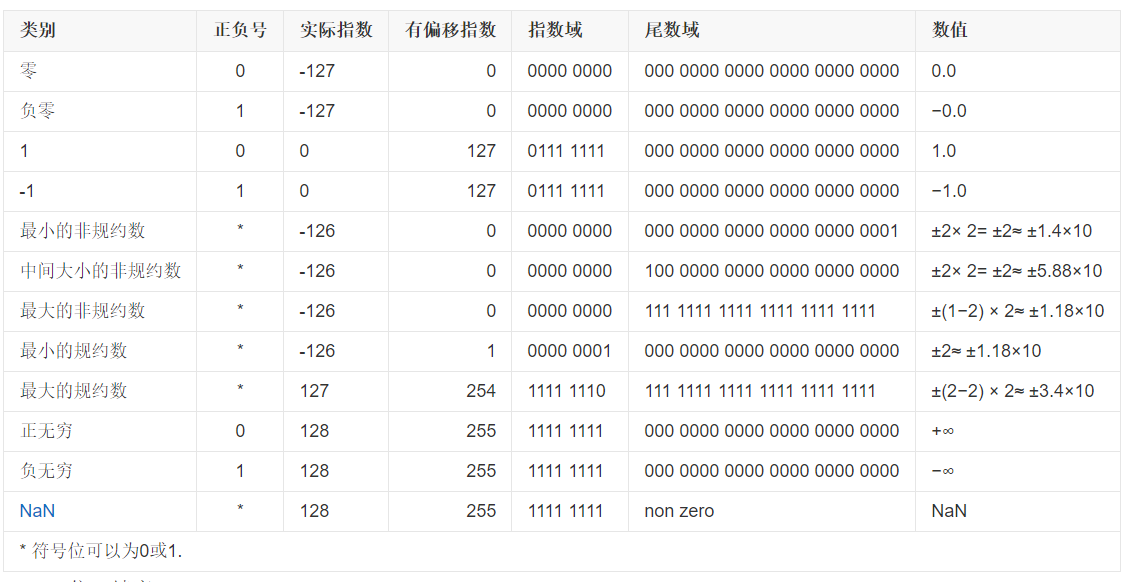 类别 正负号 实际指数 有偏移指数 指数域 尾数域 数值
零 0 -127 0 0000 0000 000 0000 0000 0000 0000 0000 0.0
负零 1 -127 0 0000 0000 000 0000 0000 0000 0000 0000 −0.0
1 0 0 127 0111 1111 000 0000 0000 0000 0000 0000 1.0
-1 1 0 127 0111 1111 000 0000 0000 0000 0000 0000 −1.0
最小的非规约数 * -126 0 0000 0000 000 0000 0000 0000 0000 0001 ±2× 2= ±2≈ ±1.4×10
中间大小的非规约数 * -126 0 0000 0000 100 0000 0000 0000 0000 0000 ±2× 2= ±2≈ ±5.88×10
最大的非规约数 * -126 0 0000 0000 111 1111 1111 1111 1111 1111 ±(1−2) × 2≈ ±1.18×10
最小的规约数 * -126 1 0000 0001 000 0000 0000 0000 0000 0000 ±2≈ ±1.18×10
最大的规约数 * 127 254 1111 1110 111 1111 1111 1111 1111 1111 ±(2−2) × 2≈ ±3.4×10
正无穷 0 128 255 1111 1111 000 0000 0000 0000 0000 0000 +∞
负无穷 1 128 255 1111 1111 000 0000 0000 0000 0000 0000 −∞
NaN * 128 255 1111 1111 non zero NaN
* 符号位可以为0或1.